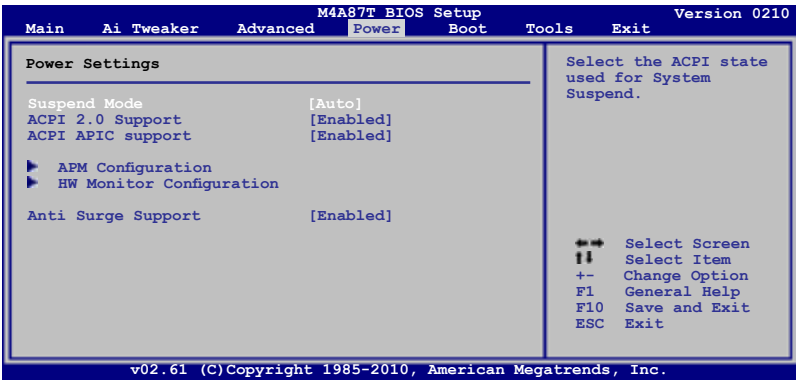 M4A87T BIOS Setup Version 0210
Main Ai Tweaker Advanced Power Boot Tools Exit
Power Settings
Suspend Mode [Auto]
ACPI 2.0 Support [Enabled]
ACPI APIC support [Enabled]
APM Configuration
HW Monitor Configuration
Anti Surge Support [Enabled]
Select the ACPI state
used for System
Suspend.
Select Screen
Select Item
+- Change Option
F1 General Help
F10 Save and Exit
ESC Exit
v02.61 (C)Copyright 1985-2010, American Megatrends, Inc.